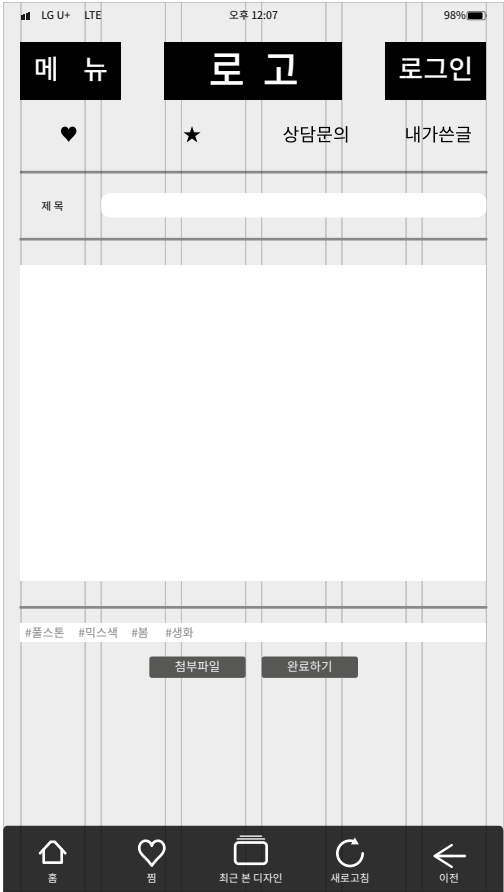 LG U+ LTE 오후 12:07 98%
메 뉴 로 고 로그인
♥ ★ 상담문의 내가쓴글
제 목
#풀스톤 #믹스색 #봄 #생화
첨부파일 완료하기
홈 찜 최근 본 디자인 새로고침 이전